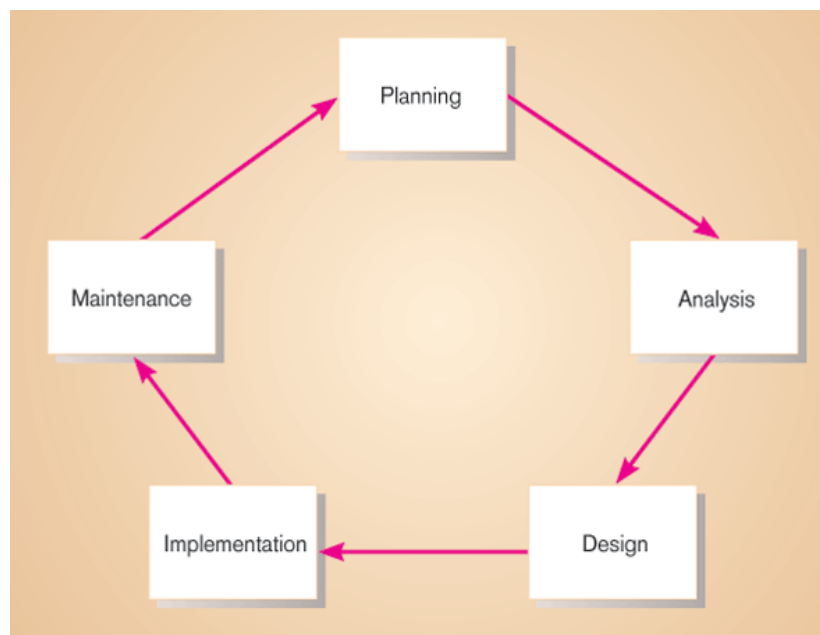 Planning
Analysis
Design
Implementation
Maintenance